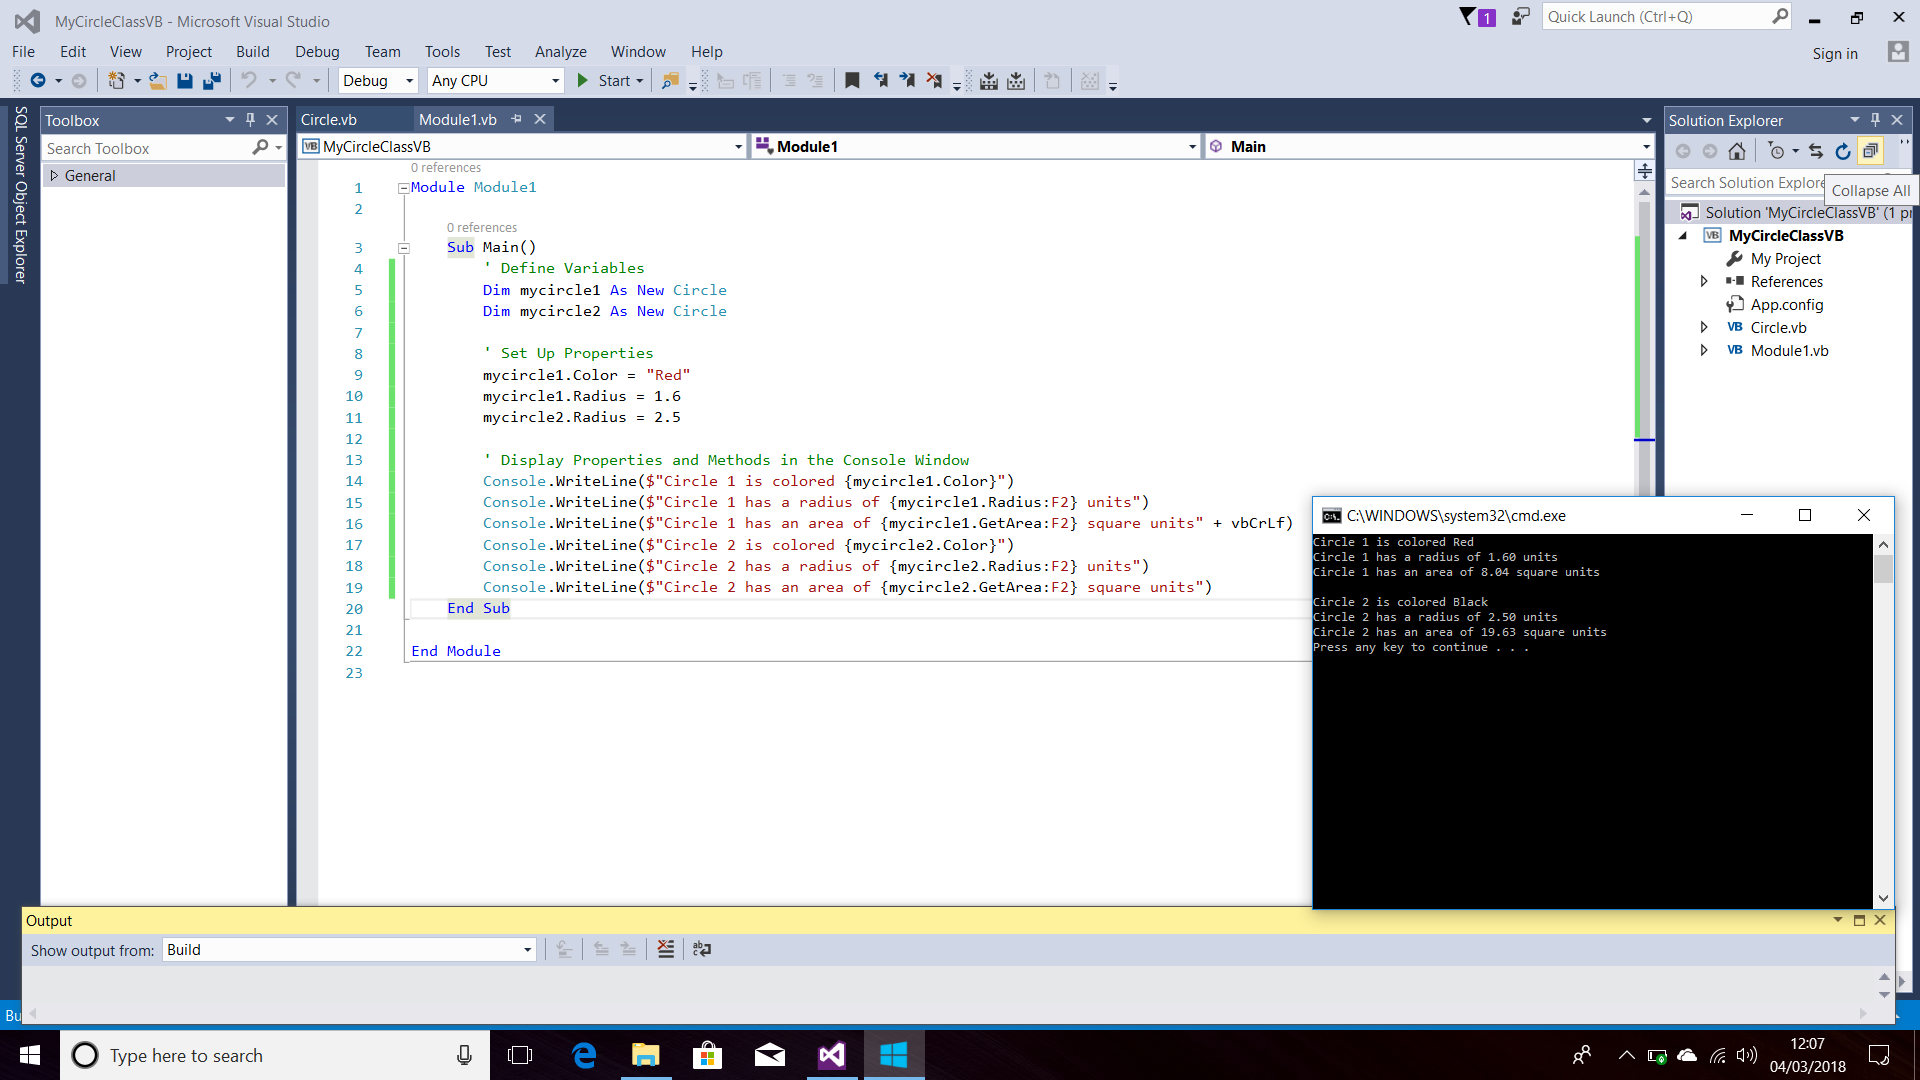 MyCircleClassVB - Microsoft Visual Studio
1
Quick Launch (Ctrl+Q)
File Edit View Project Build Debug Team Tools Test Analyze Window Help
Sign in
Debug Any CPU Start
SQL Server Object Explorer
Toolbox
Search Toolbox
General
Circle.vb Module1.vb
VB MyCircleClassVB Module1 Main
0 references
1 Module Module1
2
0 references
3 Sub Main()
4 ' Define Variables
5 Dim mycircle1 As New Circle
6 Dim mycircle2 As New Circle
7
8 ' Set Up Properties
9 mycircle1.Color = "Red"
10 mycircle1.Radius = 1.6
11 mycircle2.Radius = 2.5
12
13 ' Display Properties and Methods in the Console Window
14 Console.WriteLine($"Circle 1 is colored {mycircle1.Color}")
15 Console.WriteLine($"Circle 1 has a radius of {mycircle1.Radius:F2} units")
16 Console.WriteLine($"Circle 1 has an area of {mycircle1.GetArea:F2} square units" + vbCrLf)
17 Console.WriteLine($"Circle 2 is colored {mycircle2.Color}")
18 Console.WriteLine($"Circle 2 has a radius of {mycircle2.Radius:F2} units")
19 Console.WriteLine($"Circle 2 has an area of {mycircle2.GetArea:F2} square units")
20 End Sub
21
22 End Module
23
Solution Explorer
Search Solution Explore
Collapse All
Solution 'MyCircleClassVB' (1 pr
VB MyCircleClassVB
My Project
References
App.config
VB Circle.vb
VB Module1.vb
C:\WINDOWS\system32\cmd.exe
Circle 1 is colored Red
Circle 1 has a radius of 1.60 units
Circle 1 has an area of 8.04 square units
Circle 2 is colored Black
Circle 2 has a radius of 2.50 units
Circle 2 has an area of 19.63 square units
Press any key to continue . . .
Output
Show output from: Build
Bu
Type here to search
12:07
04/03/2018